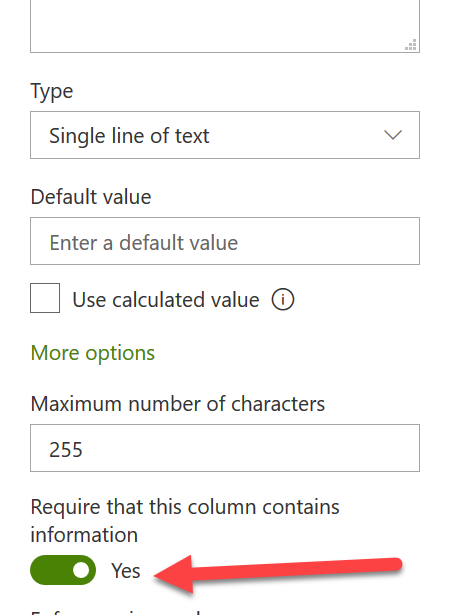 Type
Single line of text
Default value
Enter a default value
Use calculated value
More options
Maximum number of characters
255
Require that this column contains
information
Yes